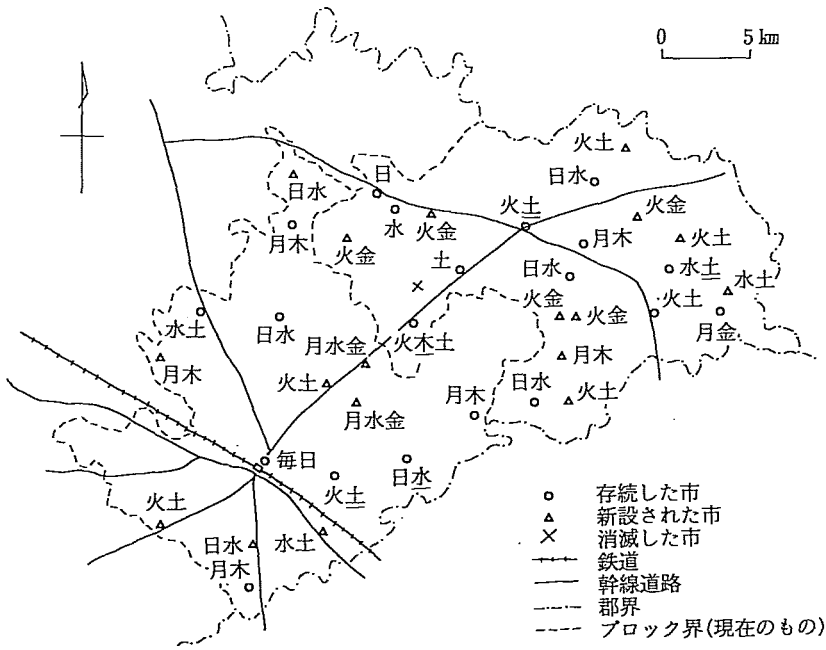 0 5 km
火土
日水
日
日水
水
火金
火土
火金
月木
火金
月木
火土
土
日水
水土
水土
水土
日水
火金
火金
火土
月金
月水金
火木土
月木
月木
火土
月水金
月木
日水
火土
毎日
日水
火土
火土
日水
水土
月木
存続した市
新設された市
消滅した市
鉄道
幹線道路
郡界
ブロック界(現在のもの)